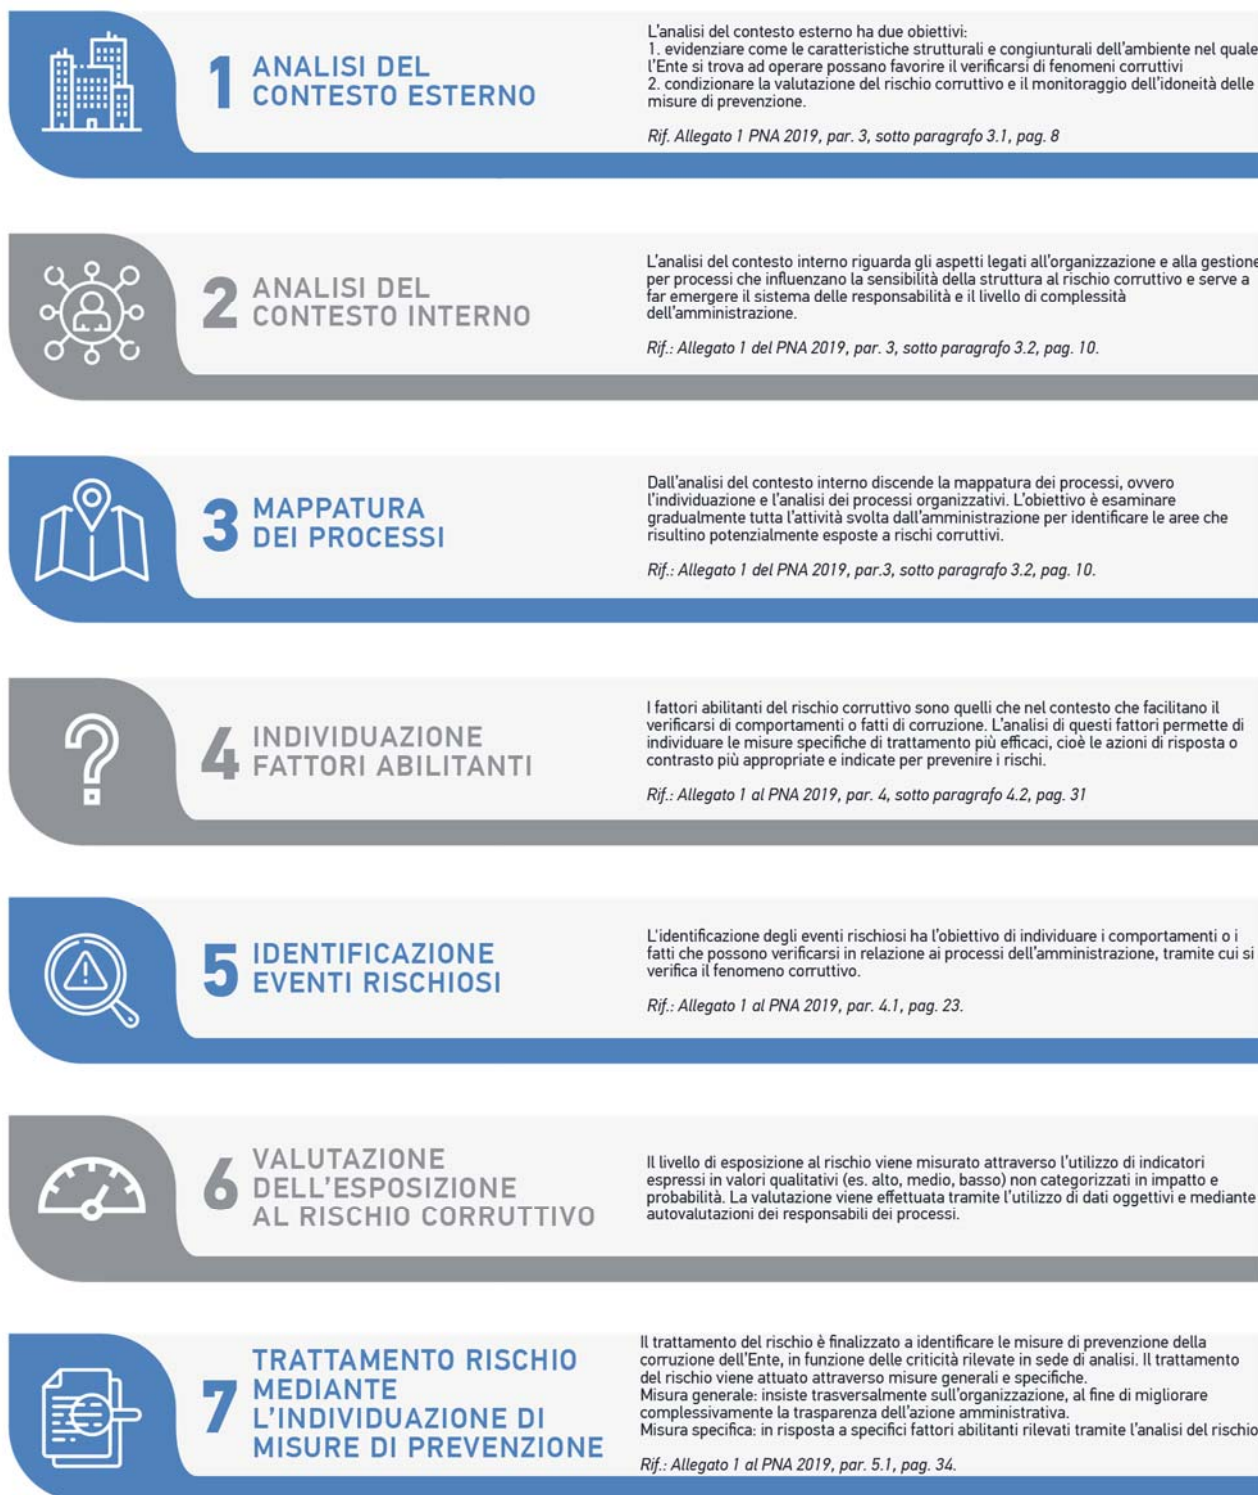 1
ANALISI DEL
CONTESTO ESTERNO
L'analisi del contesto esterno ha due obiettivi:
1. evidenziare come le caratteristiche strutturali e congiunturali dell'ambiente nel quale
l'Ente si trova ad operare possano favorire il verificarsi di fenomeni corruttivi
2. condizionare la valutazione del rischio corruttivo e il monitoraggio dell'idoneità delle
misure di prevenzione.
Rif. Allegato 1 PNA 2019, par. 3, sotto paragrafo 3.1, pag. 8
2
ANALISI DEL
CONTESTO INTERNO
L'analisi del contesto interno riguarda gli aspetti legati all'organizzazione e alla gestione
per processi che influenzano la sensibilità della struttura al rischio corruttivo e serve a
far emergere il sistema delle responsabilità e il livello di complessità
dell'amministrazione.
Rif.: Allegato 1 del PNA 2019, par. 3, sotto paragrafo 3.2, pag. 10.
3
MAPPATURA
DEI PROCESSI
Dall'analisi del contesto interno discende la mappatura dei processi, ovvero
l'individuazione e l'analisi dei processi organizzativi. L'obiettivo è esaminare
gradualmente tutta l'attività svolta dall'amministrazione per identificare le aree che
risultino potenzialmente esposte a rischi corruttivi.
Rif.: Allegato 1 del PNA 2019, par.3, sotto paragrafo 3.2, pag. 10.
4
INDIVIDUAZIONE
FATTORI ABILITANTI
I fattori abilitanti del rischio corruttivo sono quelli che nel contesto che facilitano il
verificarsi di comportamenti o fatti di corruzione. L'analisi di questi fattori permette di
individuare le misure specifiche di trattamento più efficaci, cioè le azioni di risposta o
contrasto più appropriate e indicate per prevenire i rischi.
Rif.: Allegato 1 al PNA 2019, par. 4, sotto paragrafo 4.2, pag. 31
5
IDENTIFICAZIONE
EVENTI RISCHIOSI
L'identificazione degli eventi rischiosi ha l'obiettivo di individuare i comportamenti o i
fatti che possono verificarsi in relazione ai processi dell'amministrazione, tramite cui si
verifica il fenomeno corruttivo.
Rif.: Allegato 1 al PNA 2019, par. 4.1, pag. 23.
6
VALUTAZIONE
DELL'ESPOSIZIONE
AL RISCHIO CORRUTTIVO
Il livello di esposizione al rischio viene misurato attraverso l'utilizzo di indicatori
espressi in valori qualitativi (es. alto, medio, basso) non categorizzati in impatto e
probabilità. La valutazione viene effettuata tramite l'utilizzo di dati oggettivi e mediante
autovalutazioni dei responsabili dei processi.
7
TRATTAMENTO RISCHIO
MEDIANTE
L'INDIVIDUAZIONE DI
MISURE DI PREVENZIONE
Il trattamento del rischio è finalizzato a identificare le misure di prevenzione della
corruzione dell'Ente, in funzione delle criticità rilevate in sede di analisi. Il trattamento
del rischio viene attuato attraverso misure generali e specifiche.
Misura generale: insiste trasversalmente sull'organizzazione, al fine di migliorare
complessivamente la trasparenza dell'azione amministrativa.
Misura specifica: in risposta a specifici fattori abilitanti rilevati tramite l'analisi del rischio
Rif.: Allegato 1 al PNA 2019, par. 5.1, pag. 34.